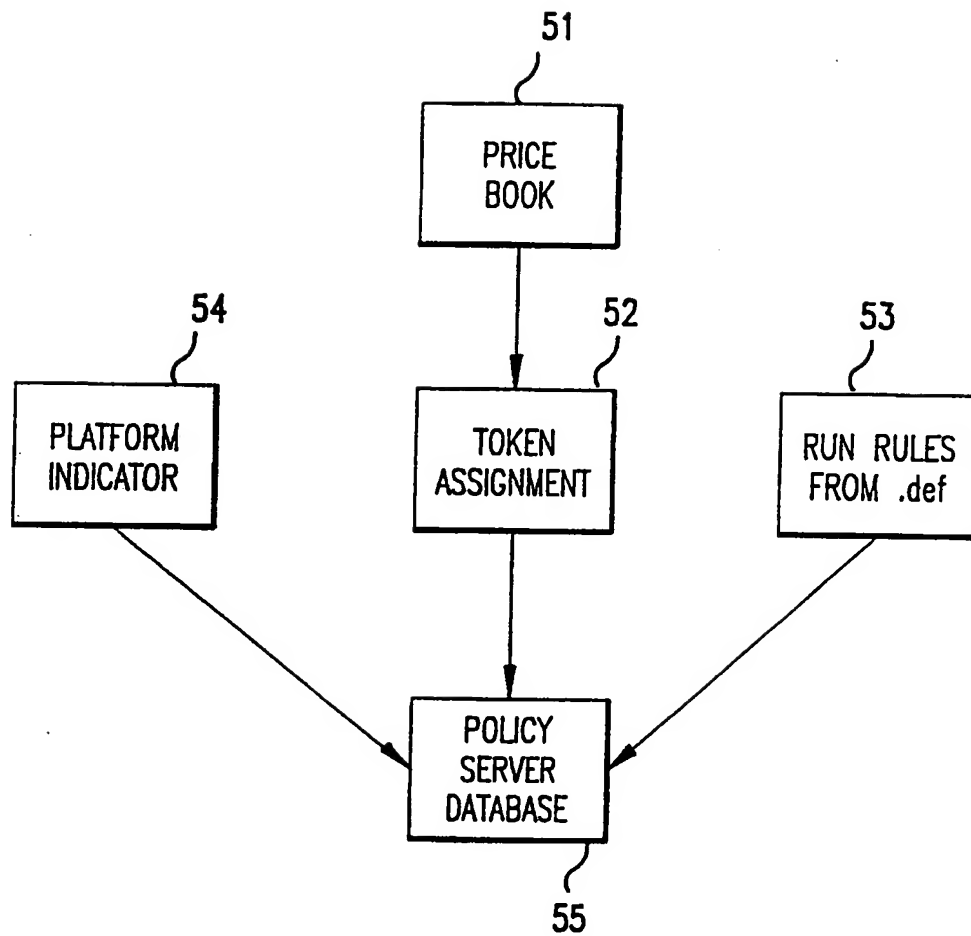 51
PRICE
BOOK
54
52
53
PLATFORM
INDICATOR
TOKEN
ASSIGNMENT
RUN RULES
FROM .def
POLICY
SERVER
DATABASE
55